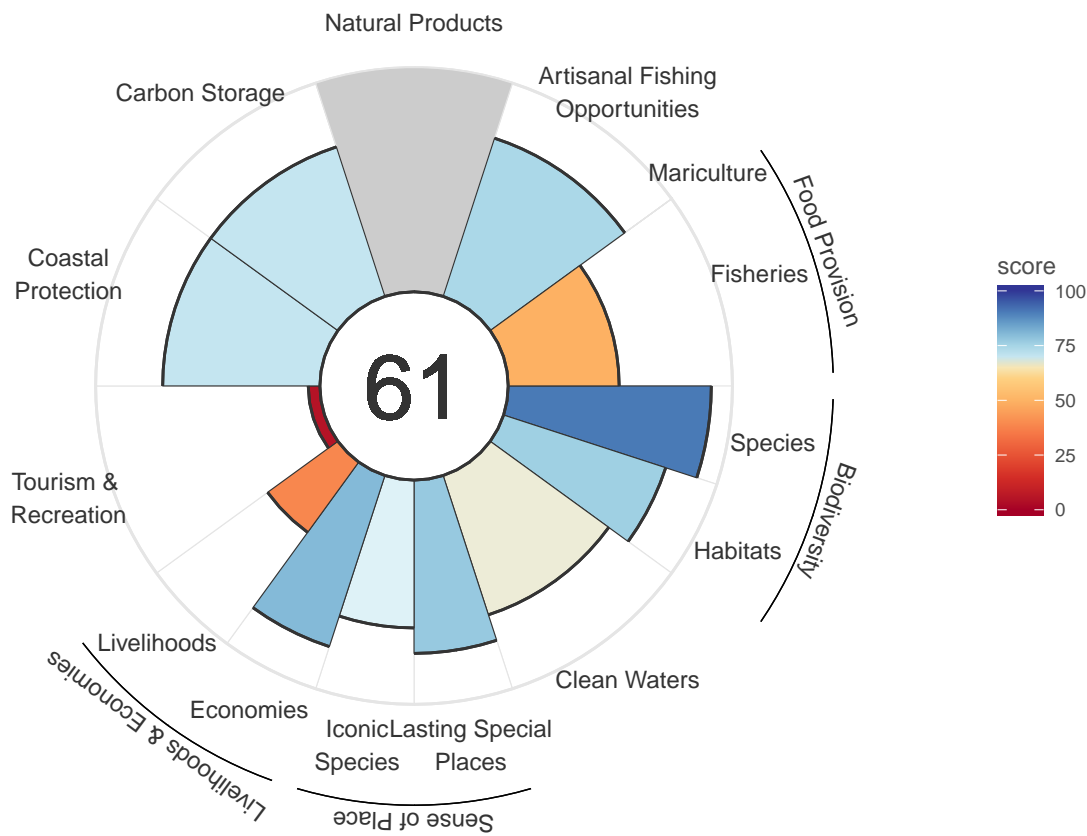 Natural Products
Carbon Storage
Artisanal Fishing
Opportunities
Mariculture
Food Provision
Fisheries
Coastal
Protection
61
score
100
75
50
25
0
Species
Biodiversity
Habitats
Tourism &
Recreation
Clean Waters
Livelihoods
Economies
Livelihoods & Economies
Iconic
Species
Lasting Special
Places
Sense of Place